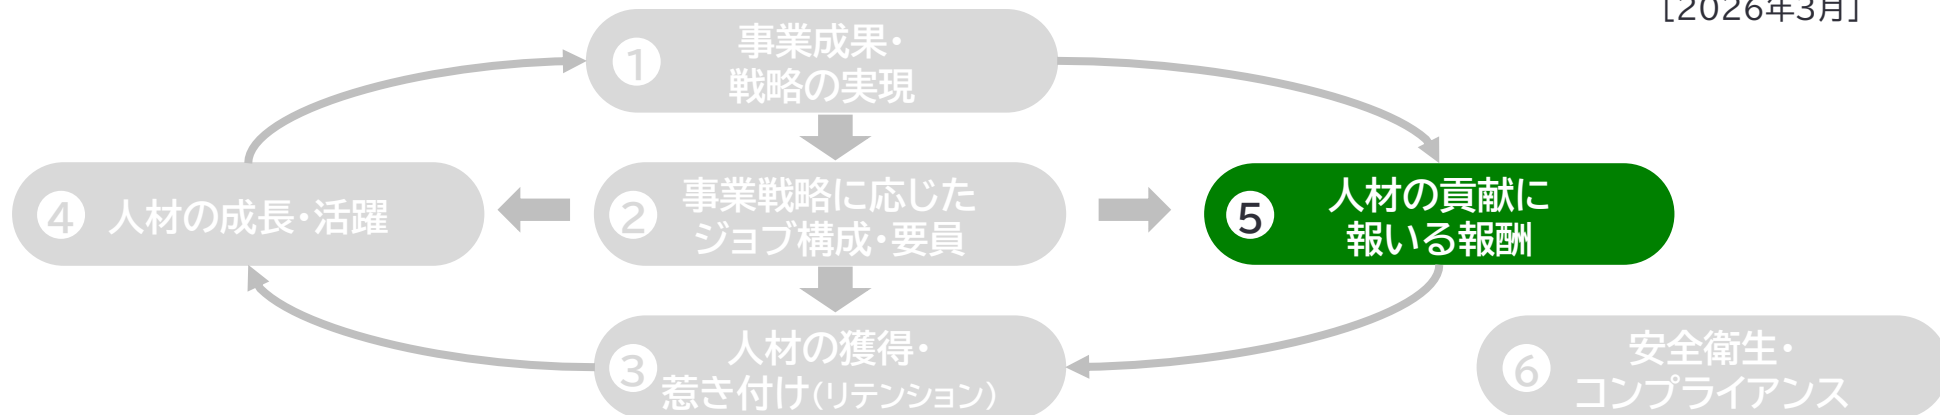 [2026年3月]
1
事業成果・
戦略の実現
4
人材の成長・活躍
2
事業戦略に応じた
ジョブ構成・要員
5
人材の貢献に
報いる報酬
3
人材の獲得・
惹き付け(リテンション)
6
安全衛生・
コンプライアンス